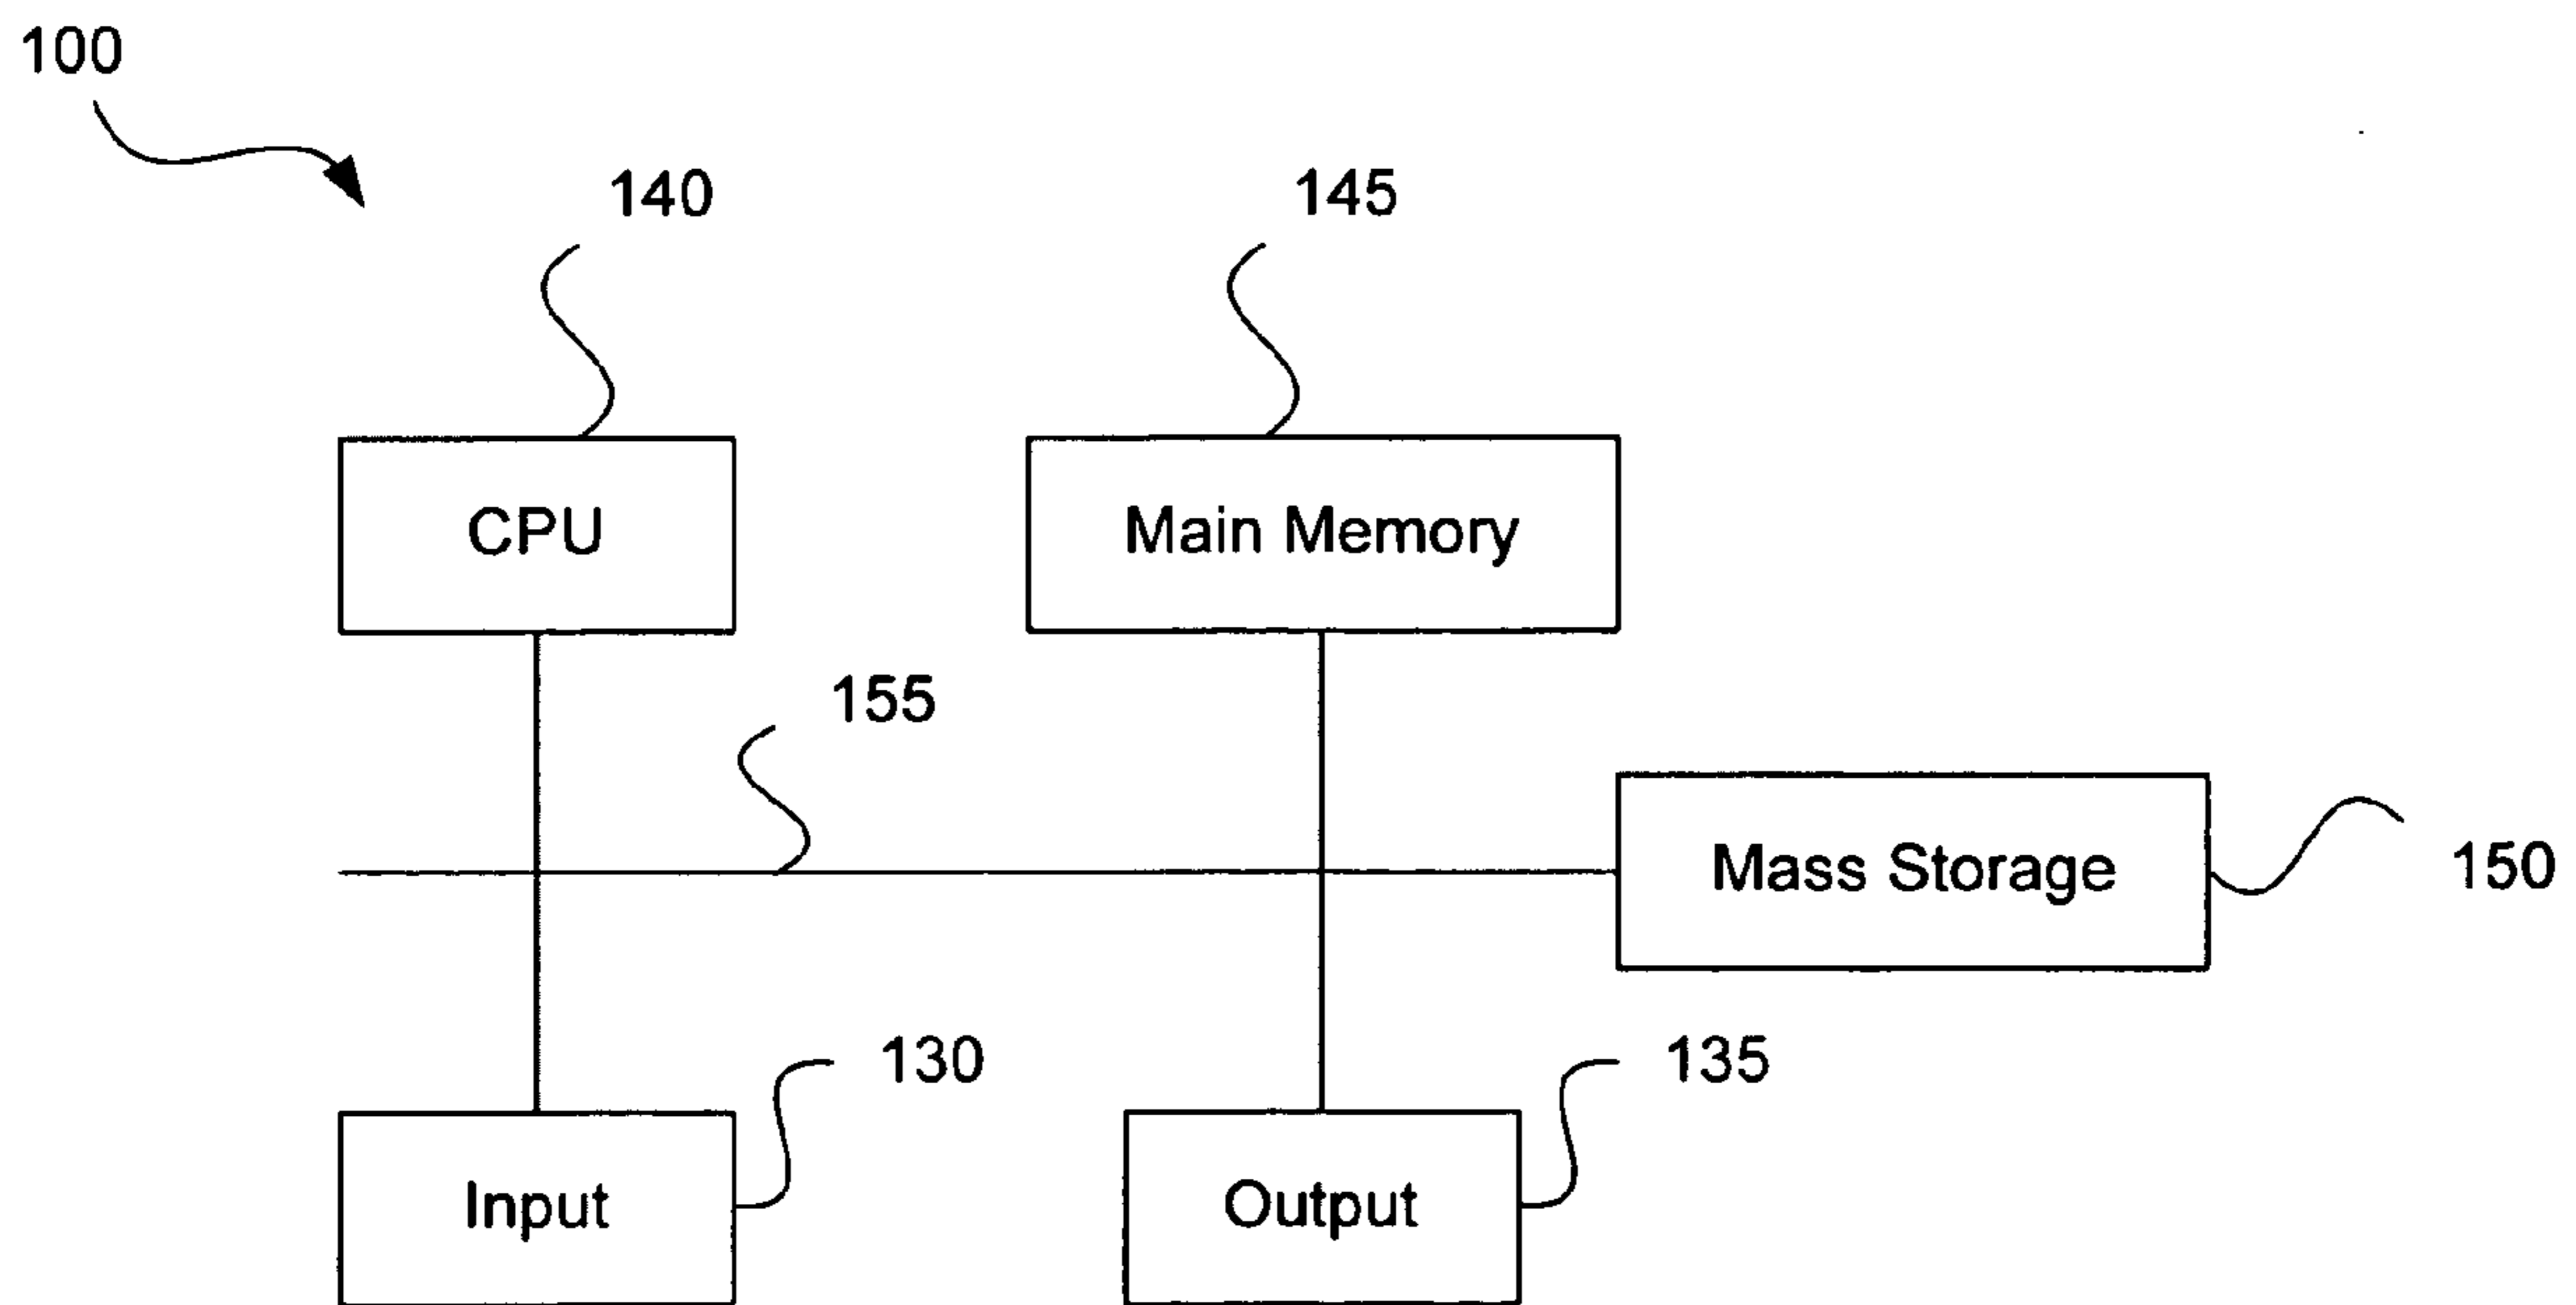 100
140
145
CPU
Main Memory
155
Mass Storage
150
130
135
Input
Output